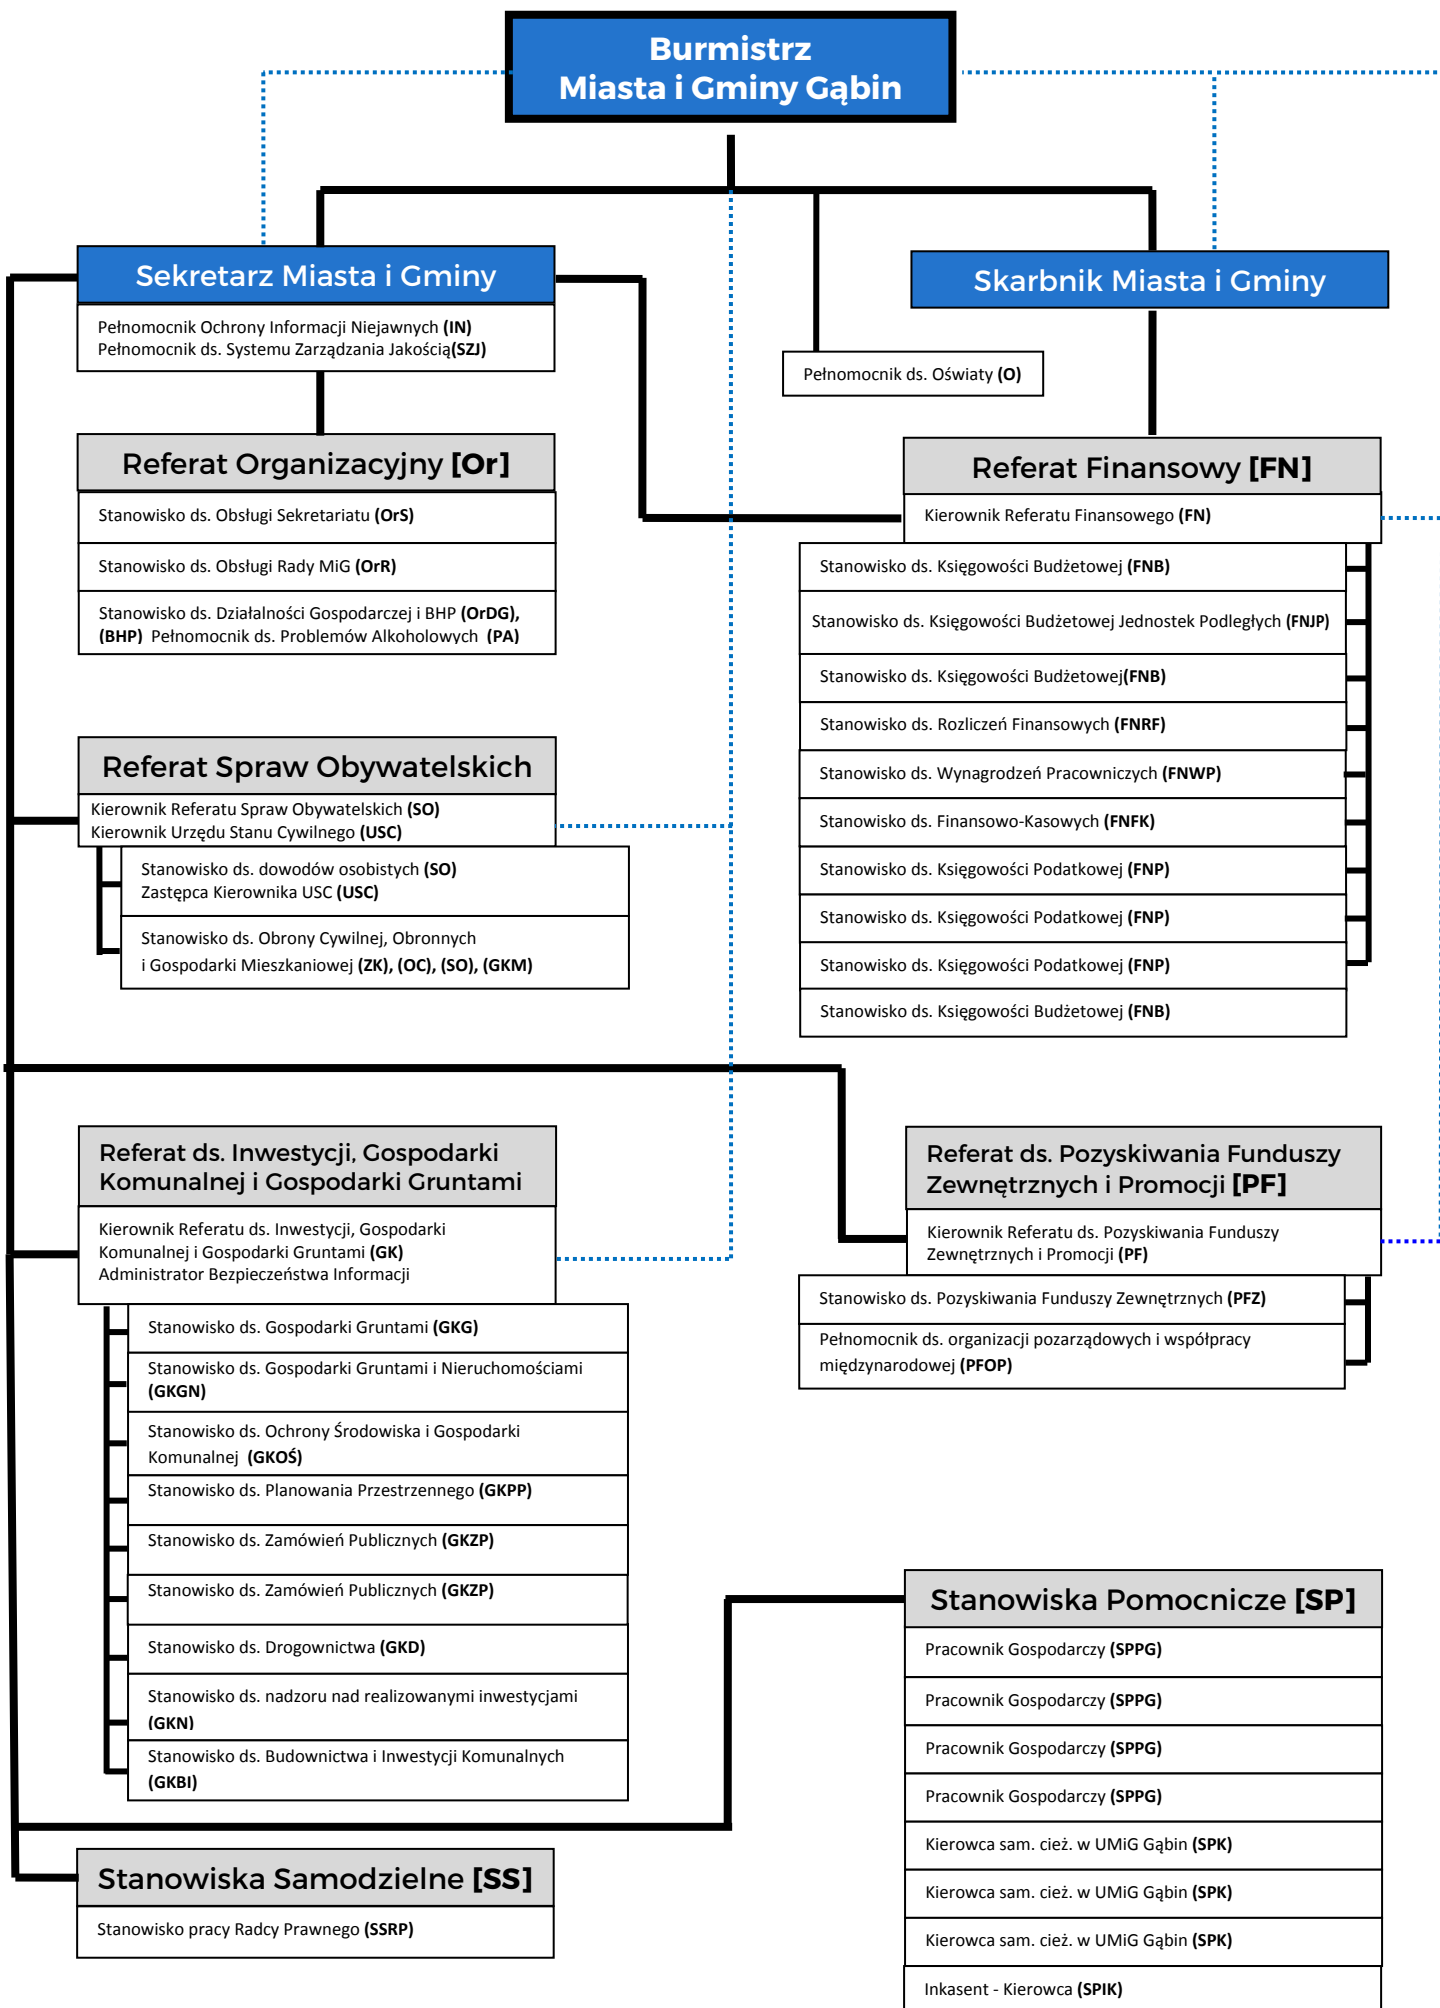 Burmistrz
Miasta i Gminy Gąbin
Sekretarz Miasta i Gminy
Pełnomocnik Ochrony Informacji Niejawnych (IN)
Pełnomocnik ds. Systemu Zarządzania Jakością(SZJ)
Skarbnik Miasta i Gminy
Pełnomocnik ds. Oświaty (O)
Referat Organizacyjny [Or]
Stanowisko ds. Obsługi Sekretariatu (OrS)
Stanowisko ds. Obsługi Rady MiG (OrR)
Stanowisko ds. Działalności Gospodarczej i BHP (OrDG),
(BHP) Pełnomocnik ds. Problemów Alkoholowych (PA)
Referat Finansowy [FN]
Kierownik Referatu Finansowego (FN)
Stanowisko ds. Księgowości Budżetowej (FNB)
Stanowisko ds. Księgowości Budżetowej Jednostek Podległych (FNJP)
Stanowisko ds. Księgowości Budżetowej(FNB)
Stanowisko ds. Rozliczeń Finansowych (FNRF)
Stanowisko ds. Wynagrodzeń Pracowniczych (FNWP)
Stanowisko ds. Finansowo-Kasowych (FNFK)
Stanowisko ds. Księgowości Podatkowej (FNP)
Stanowisko ds. Księgowości Podatkowej (FNP)
Stanowisko ds. Księgowości Podatkowej (FNP)
Stanowisko ds. Księgowości Budżetowej (FNB)
Referat Spraw Obywatelskich
Kierownik Referatu Spraw Obywatelskich (SO)
Kierownik Urzędu Stanu Cywilnego (USC)
Stanowisko ds. dowodów osobistych (SO)
Zastępca Kierownika USC (USC)
Stanowisko ds. Obrony Cywilnej, Obronnych
i Gospodarki Mieszkaniowej (ZK), (OC), (SO), (GKM)
Referat ds. Inwestycji, Gospodarki
Komunalnej i Gospodarki Gruntami
Kierownik Referatu ds. Inwestycji, Gospodarki
Komunalnej i Gospodarki Gruntami (GK)
Administrator Bezpieczeństwa Informacji
Stanowisko ds. Gospodarki Gruntami (GKG)
Stanowisko ds. Gospodarki Gruntami i Nieruchomościami
(GKGN)
Stanowisko ds. Ochrony Środowiska i Gospodarki
Komunalnej (GKOŚ)
Stanowisko ds. Planowania Przestrzennego (GKPP)
Stanowisko ds. Zamówień Publicznych (GKZP)
Stanowisko ds. Zamówień Publicznych (GKZP)
Stanowisko ds. Drogownictwa (GKD)
Stanowisko ds. nadzoru nad realizowanymi inwestycjami
(GKN)
Stanowisko ds. Budownictwa i Inwestycji Komunalnych
(GKBI)
Referat ds. Pozyskiwania Funduszy
Zewnętrznych i Promocji [PF]
Kierownik Referatu ds. Pozyskiwania Funduszy
Zewnętrznych i Promocji (PF)
Stanowisko ds. Pozyskiwania Funduszy Zewnętrznych (PFZ)
Pełnomocnik ds. organizacji pozarządowych i współpracy
międzynarodowej (PFOP)
Stanowiska Samodzielne [SS]
Stanowisko pracy Radcy Prawnego (SSRP)
Stanowiska Pomocnicze [SP]
Pracownik Gospodarczy (SPPG)
Pracownik Gospodarczy (SPPG)
Pracownik Gospodarczy (SPPG)
Pracownik Gospodarczy (SPPG)
Kierowca sam. cież. w UMiG Gąbin (SPK)
Kierowca sam. cież. w UMiG Gąbin (SPK)
Kierowca sam. cież. w UMiG Gąbin (SPK)
Inkasent - Kierowca (SPIK)